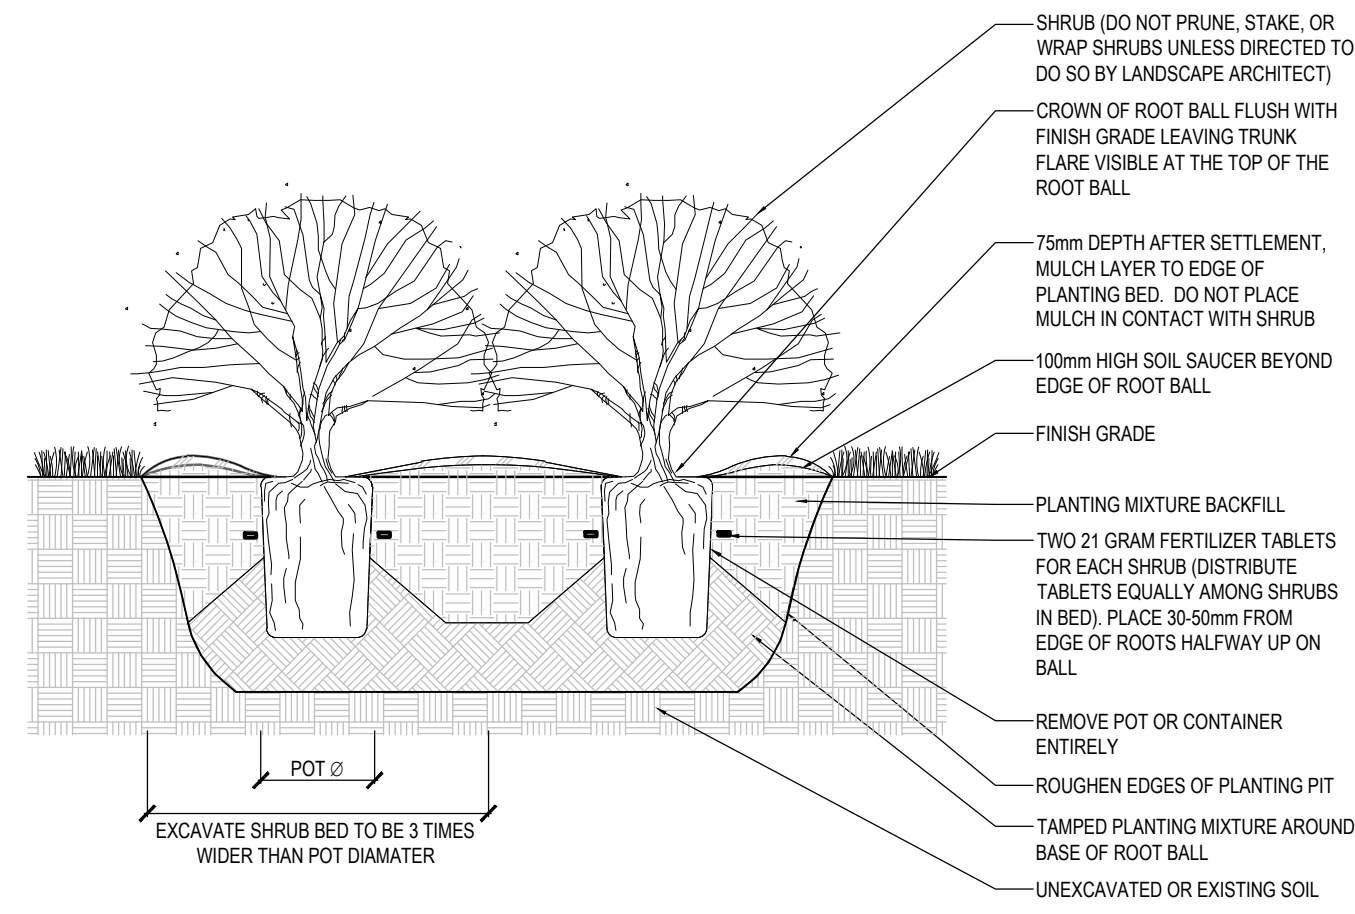 SHRUB (DO NOT PRUNE, STAKE, OR
WRAP SHRUBS UNLESS DIRECTED TO
DO SO BY LANDSCAPE ARCHITECT)
CROWN OF ROOT BALL FLUSH WITH
FINISH GRADE LEAVING TRUNK
FLARE VISIBLE AT THE TOP OF THE
ROOT BALL
75mm DEPTH AFTER SETTLEMENT,
MULCH LAYER TO EDGE OF
PLANTING BED. DO NOT PLACE
MULCH IN CONTACT WITH SHRUB
100mm HIGH SOIL SAUCER BEYOND
EDGE OF ROOT BALL
FINISH GRADE
PLANTING MIXTURE BACKFILL
TWO 21 GRAM FERTILIZER TABLETS
FOR EACH SHRUB (DISTRIBUTE
TABLETS EQUALLY AMONG SHRUBS
IN BED). PLACE 30-50mm FROM
EDGE OF ROOTS HALFWAY UP ON
BALL
REMOVE POT OR CONTAINER
ENTIRELY
ROUGHEN EDGES OF PLANTING PIT
TAMPED PLANTING MIXTURE AROUND
BASE OF ROOT BALL
UNEXCAVATED OR EXISTING SOIL
POT Ø
EXCAVATE SHRUB BED TO BE 3 TIMES
WIDER THAN POT DIAMATER